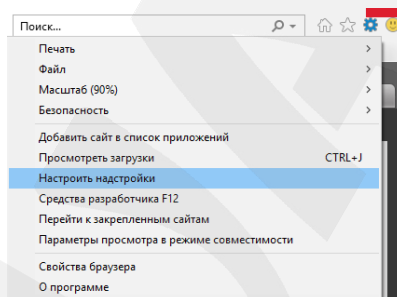 Поиск...
Печать
Файл
Масштаб (90%)
Безопасность
Добавить сайт в список приложений
Просмотреть загрузки CTRL+J
Настроить надстройки
Средства разработчика F12
Перейти к закрепленным сайтам
Параметры просмотра в режиме совместимости
Свойства браузера
О программе